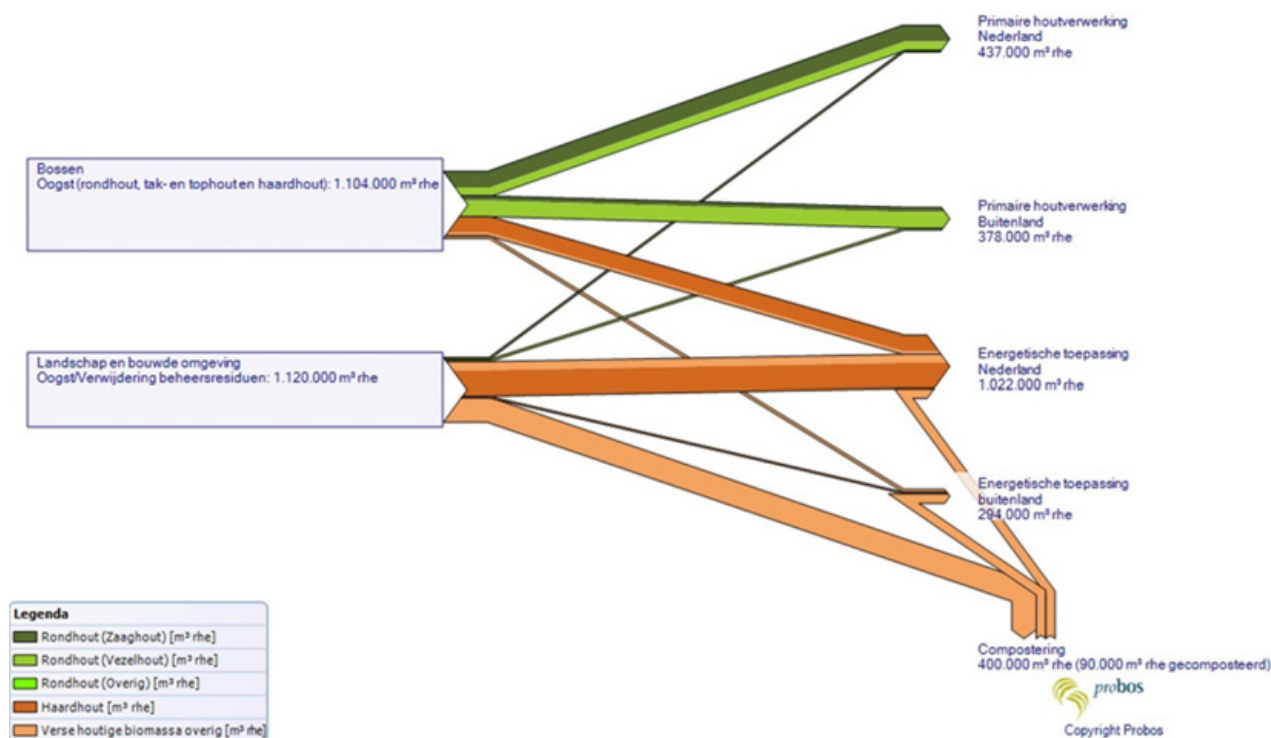 Primaire houtverwerking
Nederland
437.000 m³ rhe
Bossen
Oogst (rondhout, tak- en tophout en haardhout): 1.104.000 m³ rhe
Primaire houtverwerking
Buitenland
378.000 m³ rhe
Landschap en bouwde omgeving
Oogst/Verwijdering beheersresiduen: 1.120.000 m³ rhe
Energetische toepassing
Nederland
1.022.000 m³ rhe
Energetische toepassing
buitenland
294.000 m³ rhe
Compostering
400.000 m³ rhe (90.000 m³ rhe gecomposteerd)
probos
Copyright Probos
Legenda
Rondhout (Zaaghout) [m³ rhe]
Rondhout (Vezelhout) [m³ rhe]
Rondhout (Overig) [m³ rhe]
Haardhout [m³ rhe]
Verse houtige biomassa overig [m³ rhe]